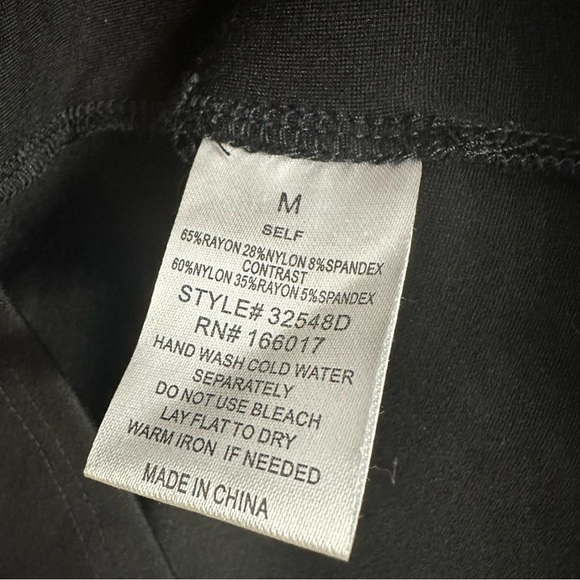 M
SELF
65%RAYON 28%NYLON 8%SPANDEX
CONTRAST
60%NYLON 35%RAYON 5%SPANDEX
STYLE# 32548D
RN# 166017
HAND WASH COLD WATER
SEPARATELY
DO NOT USE BLEACH
LAY FLAT TO DRY
WARM IRON IF NEEDED
MADE IN CHINA